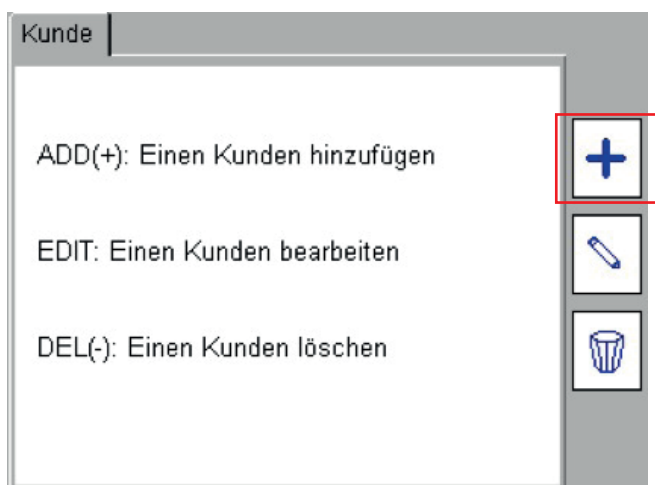 Kunde
ADD(+): Einen Kunden hinzufügen
EDIT: Einen Kunden bearbeiten
DEL(-): Einen Kunden löschen